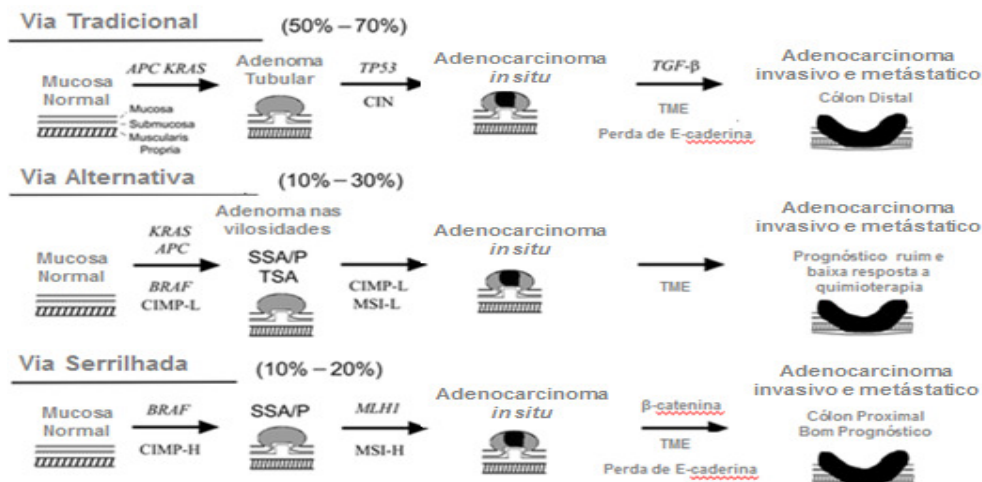 Via Tradicional
(50%–70%)
Mucosa
Normal
Mucosa
Submucosa
Muscularis
Propria
APC KRAS
Adenoma
Tubular
TP53
CIN
Adenocarcinoma
in situ
TGF-β
TME
Perda de E-caderina
Adenocarcinoma
invasivo e metástatico
Cólon Distal
Via Alternativa
(10%–30%)
Mucosa
Normal
KRAS
APC
BRAF
CIMP-L
Adenoma nas
vilosidades
SSA/P
TSA
CIMP-L
MSI-L
Adenocarcinoma
in situ
TME
Adenocarcinoma
invasivo e metástatico
Prognóstico ruim e
baixa resposta a
quimioterapia
Via Serrilhada
(10%–20%)
Mucosa
Normal
BRAF
CIMP-H
SSA/P
MLH1
MSI-H
Adenocarcinoma
in situ
β-catenina
TME
Perda de E-caderina
Adenocarcinoma
invasivo e metástatico
Cólon Proximal
Bom Prognóstico